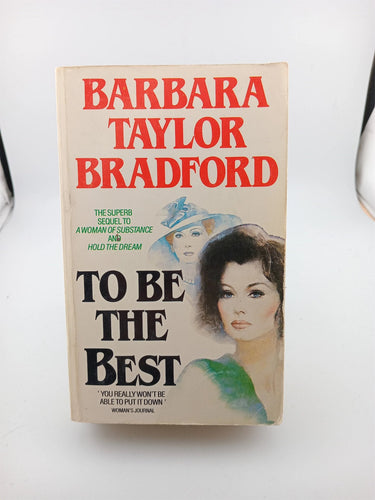 BARBARA
TAYLOR
BRADFORD
THE SUPERB
SEQUEL TO
A WOMAN OF SUBSTANCE
AND
HOLD THE DREAM
TO BE
THE
BEST
'YOU REALLY WON'T BE
ABLE TO PUT IT DOWN'
WOMAN'S JOURNAL